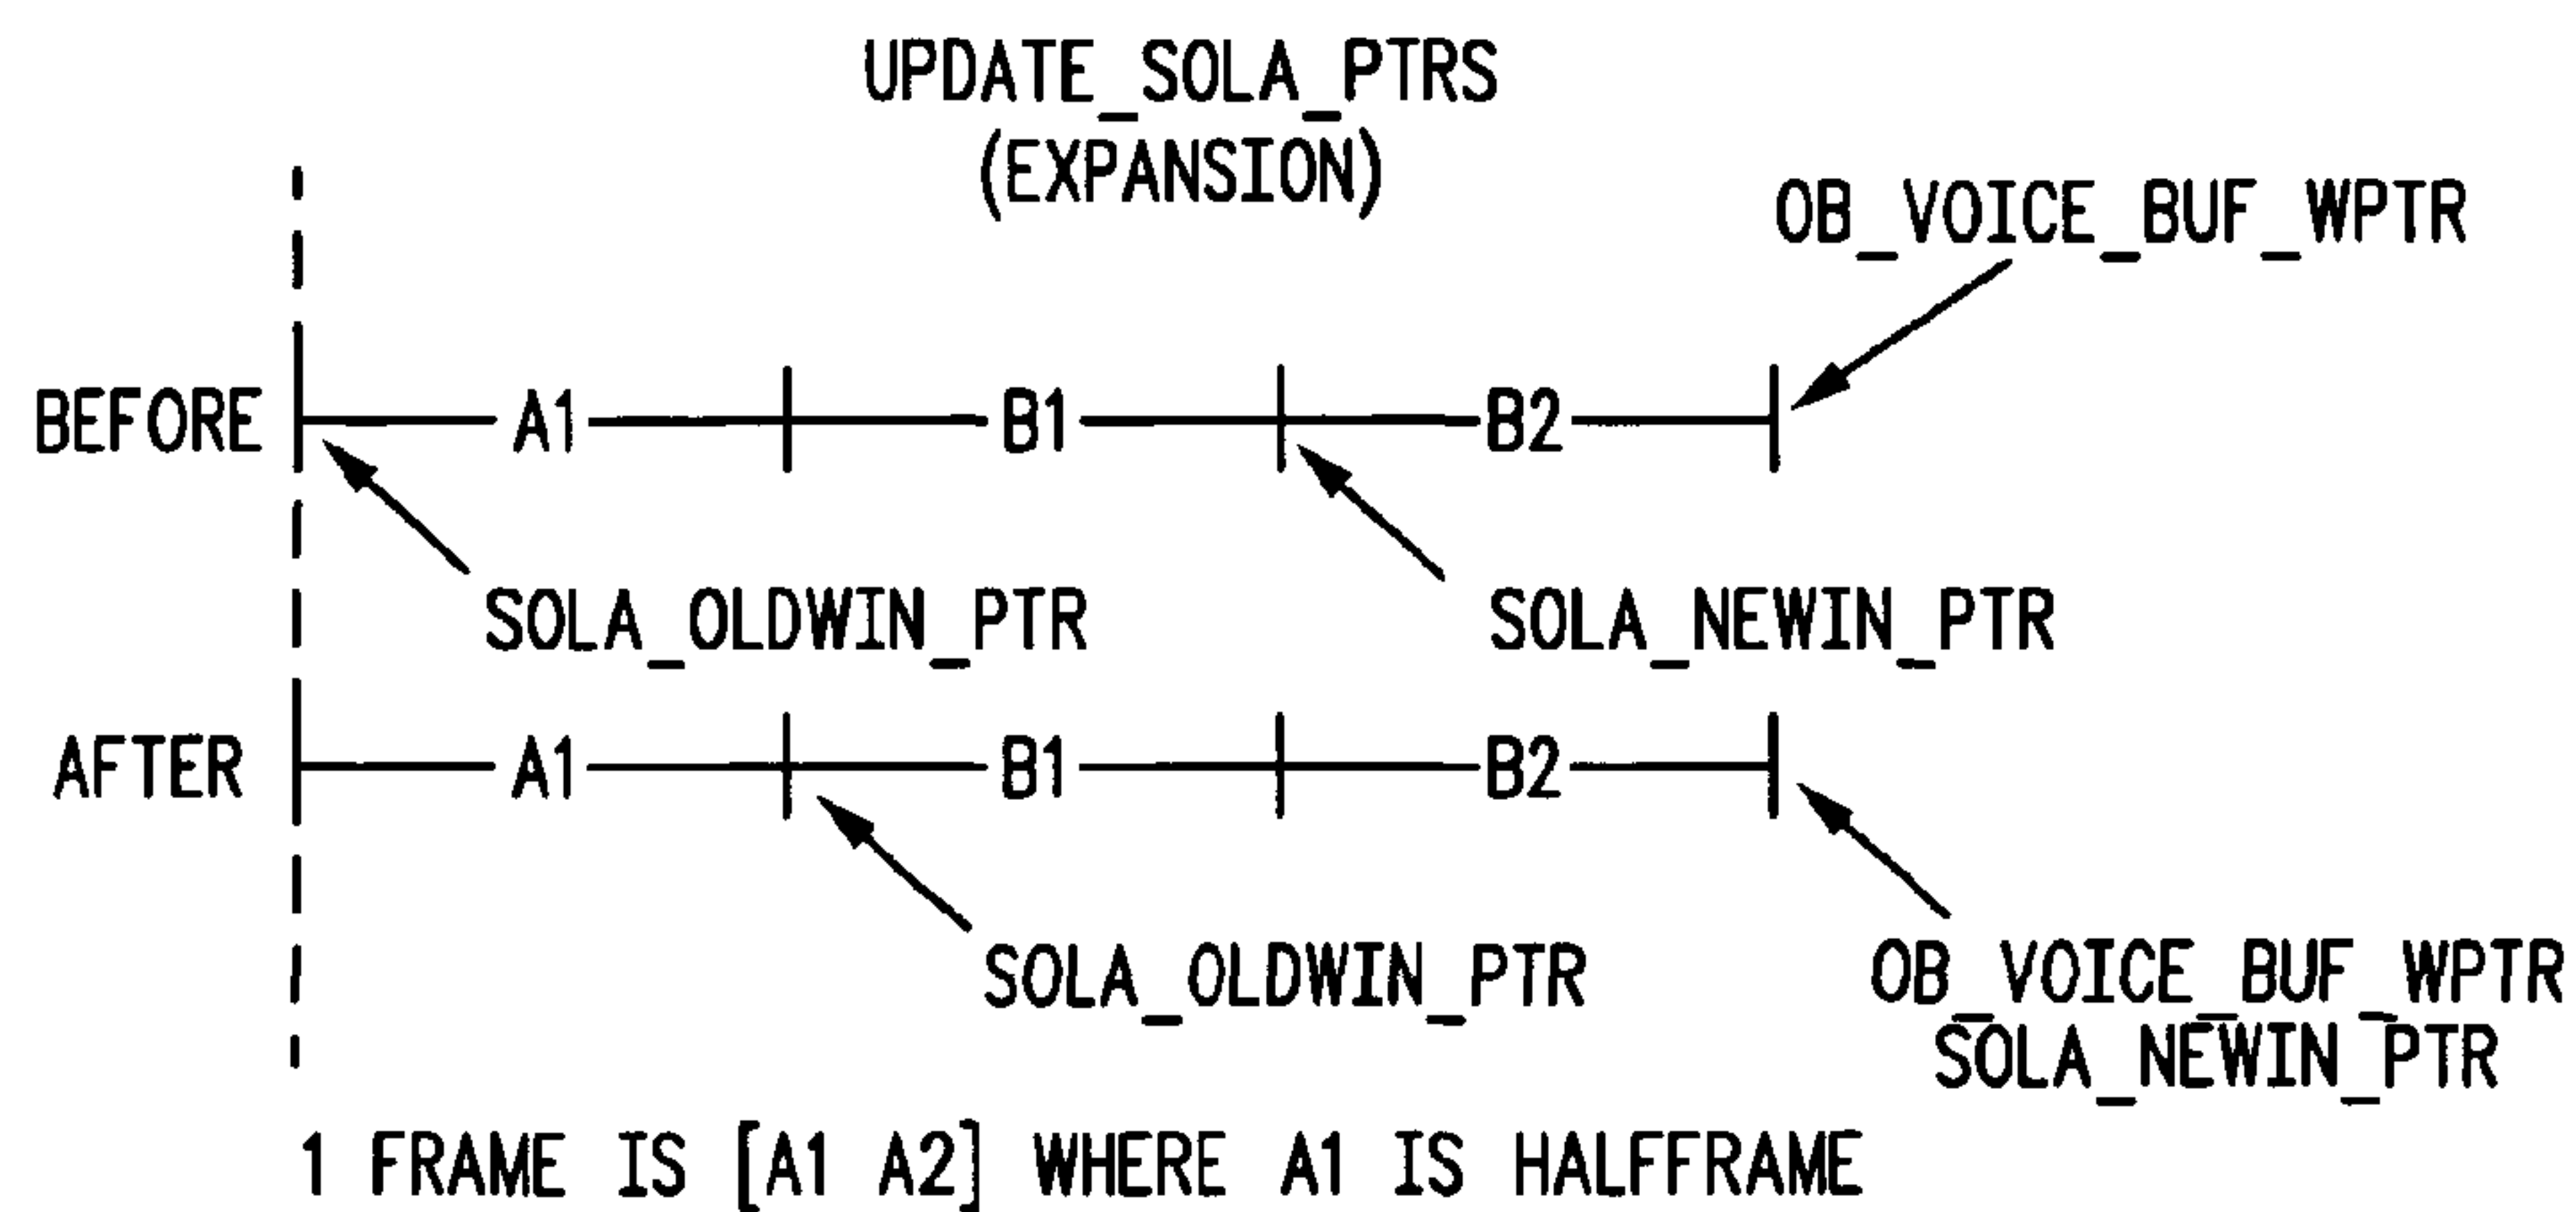 UPDATE_SOLA_PTRS
(EXPANSION)
OB_VOICE_BUF_WPTR
BEFORE A1 B1 B2
SOLA_OLDWIN_PTR SOLA_NEWIN_PTR
AFTER A1 B1 B2
SOLA_OLDWIN_PTR OB_VOICE_BUF_WPTR
SOLA_NEWIN_PTR
1 FRAME IS [A1 A2] WHERE A1 IS HALFFRAME